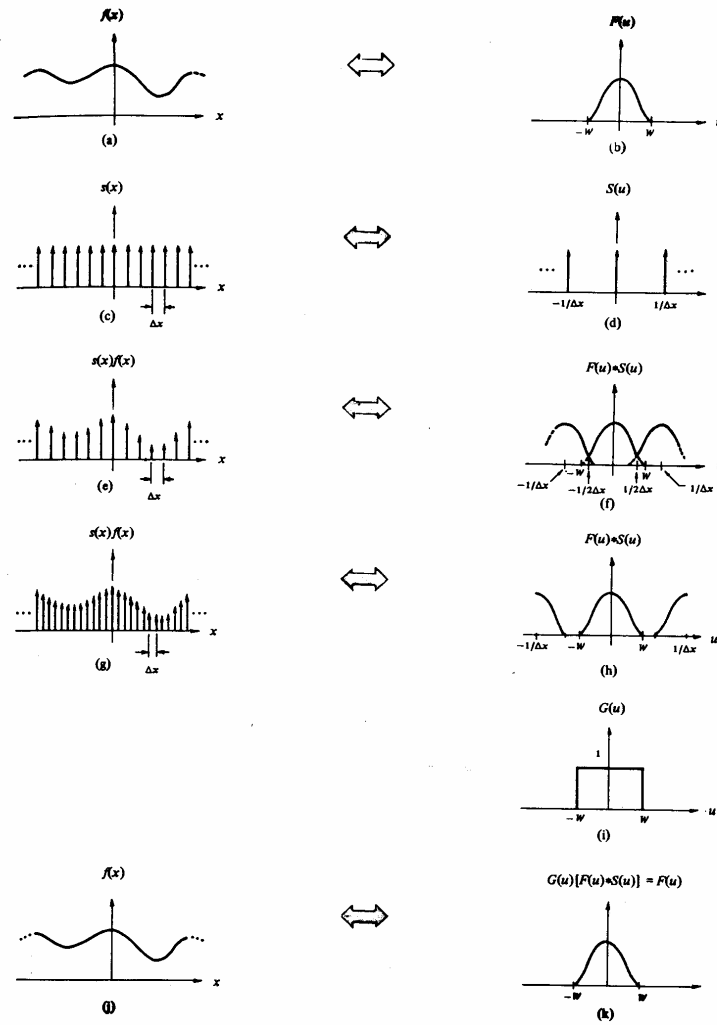 f(x)
F(u)
x
(a)
-W
W
(b)
s(x)
S(u)
...
...
x
...
...
(c)
Δx
-1/Δx
1/Δx
(d)
s(x)f(x)
F(u)*S(u)
...
...
x
(e)
Δx
-1/Δx
-W
-1/2Δx
1/2Δx
W
1/Δx
(f)
s(x)f(x)
F(u)*S(u)
...
...
x
u
(g)
Δx
-1/Δx
-W
W
1/Δx
(h)
G(u)
1
u
-W
W
(i)
f(x)
G(u)[F(u)*S(u)] = F(u)
x
(j)
-W
W
(k)